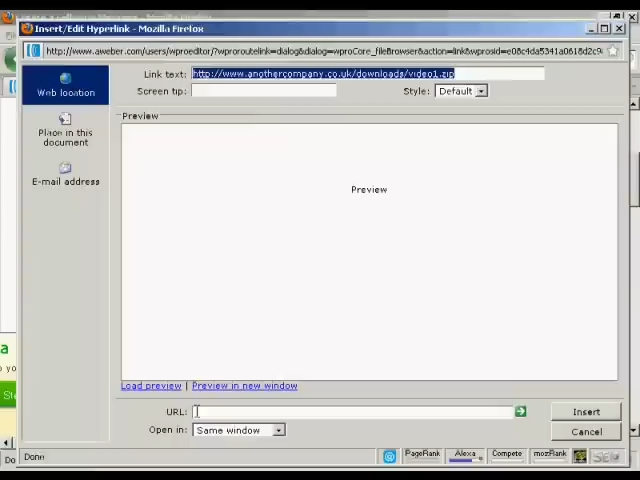 Insert/Edit Hyperlink - Mozilla Firefox
http://www.aweber.com/users/wproeditor/?wproroutelink=dialog&dialog=wproCore_fileBrowser&action=link&wprosid=e08c4da5341a0618d2c9
Link text: http://www.anothercompany.co.uk/downloads/video1.zip
Web location
Screen tip:
Style: Default
Preview
Place in this
document
Preview
E-mail address
Load preview
Preview in new window
URL:
Insert
Open in: Same window
Cancel
Done
PageRank
Alexa
Compete
mozRank
SEM